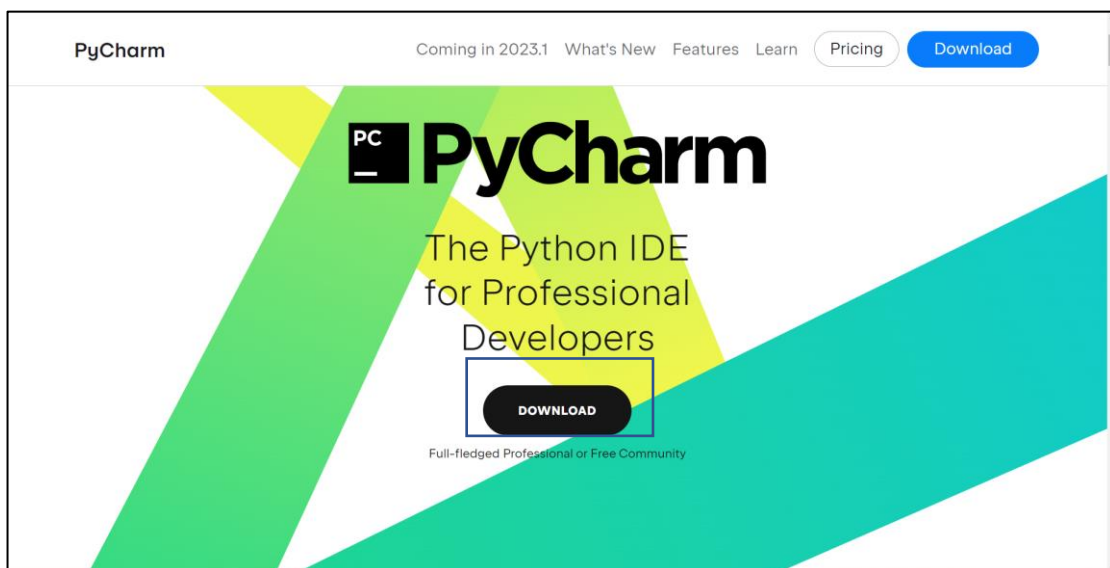 PyCharm Coming in 2023.1 What's New Features Learn Pricing Download
PC PyCharm
The Python IDE
for Professional
Developers
DOWNLOAD
Full-fledged Professional or Free Community